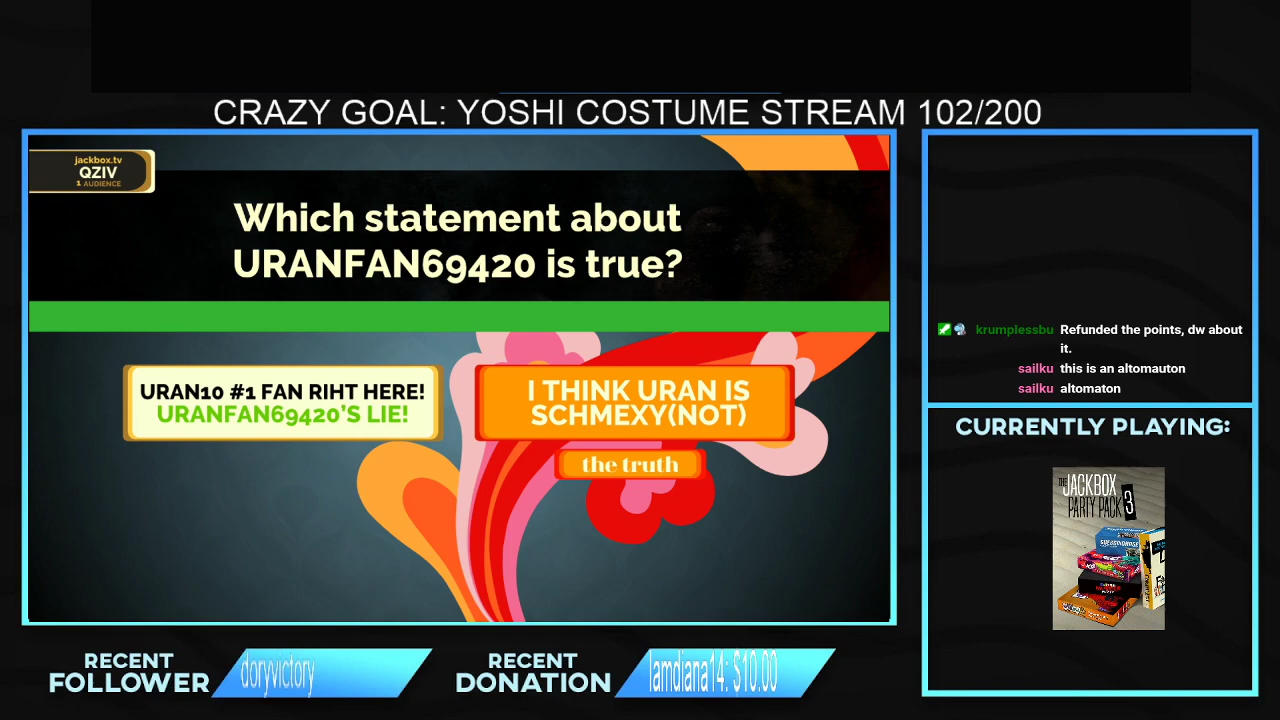 CRAZY GOAL: YOSHI COSTUME STREAM 102/200
jackbox.tv
QZIV
1 AUDIENCE
Which statement about
URANFAN69420 is true?
URAN10 #1 FAN RIHT HERE!
URANFAN69420'S LIE!
I THINK URAN IS
SCHMEXY(NOT)
the truth
krumplessbu Refunded the points, dw about
it.
sailku this is an altomauton
sailku altomaton
CURRENTLY PLAYING:
THE
JACKBOX
PARTY PACK 3
RECENT
FOLLOWER
doryvictory
RECENT
DONATION
lamdiana14: $10.00